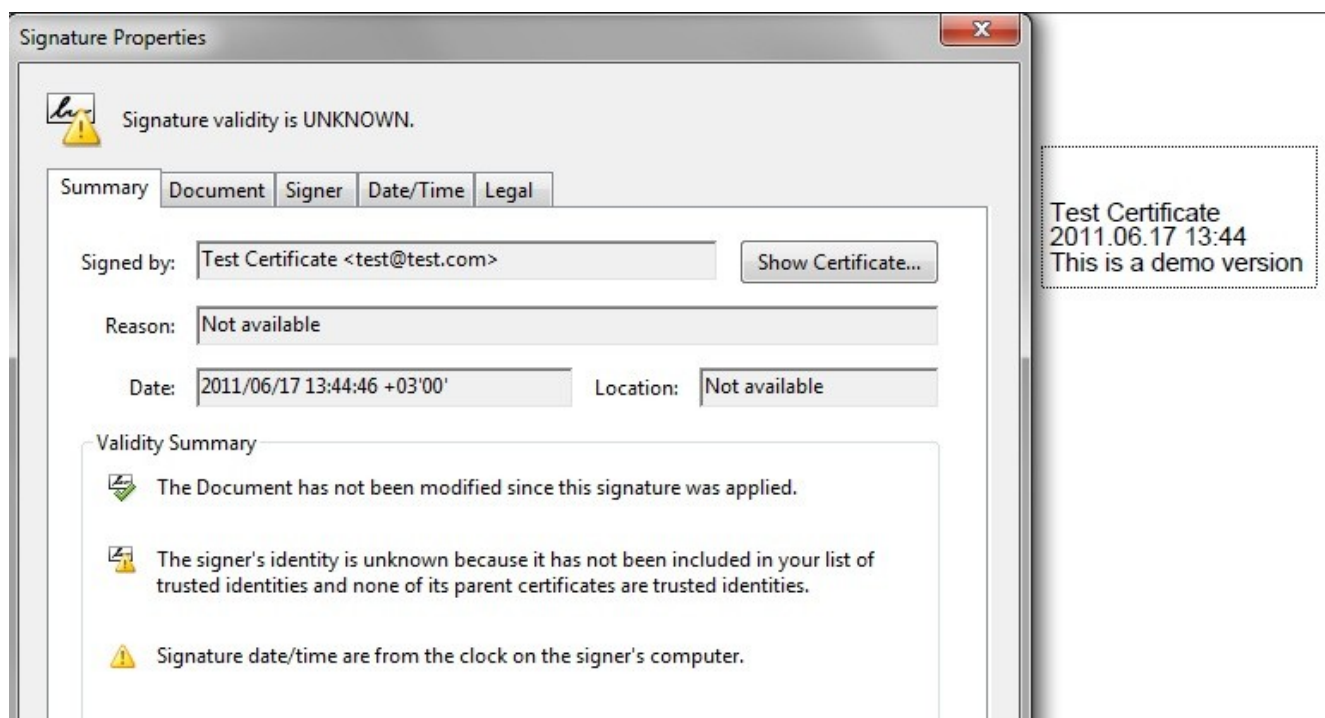 Signature Properties
Signature validity is UNKNOWN.
Summary Document Signer Date/Time Legal
Signed by: Test Certificate <test@test.com> Show Certificate...
Reason: Not available
Date: 2011/06/17 13:44:46 +03'00' Location: Not available
Validity Summary
The Document has not been modified since this signature was applied.
The signer's identity is unknown because it has not been included in your list of
trusted identities and none of its parent certificates are trusted identities.
Signature date/time are from the clock on the signer's computer.
Test Certificate
2011.06.17 13:44
This is a demo version